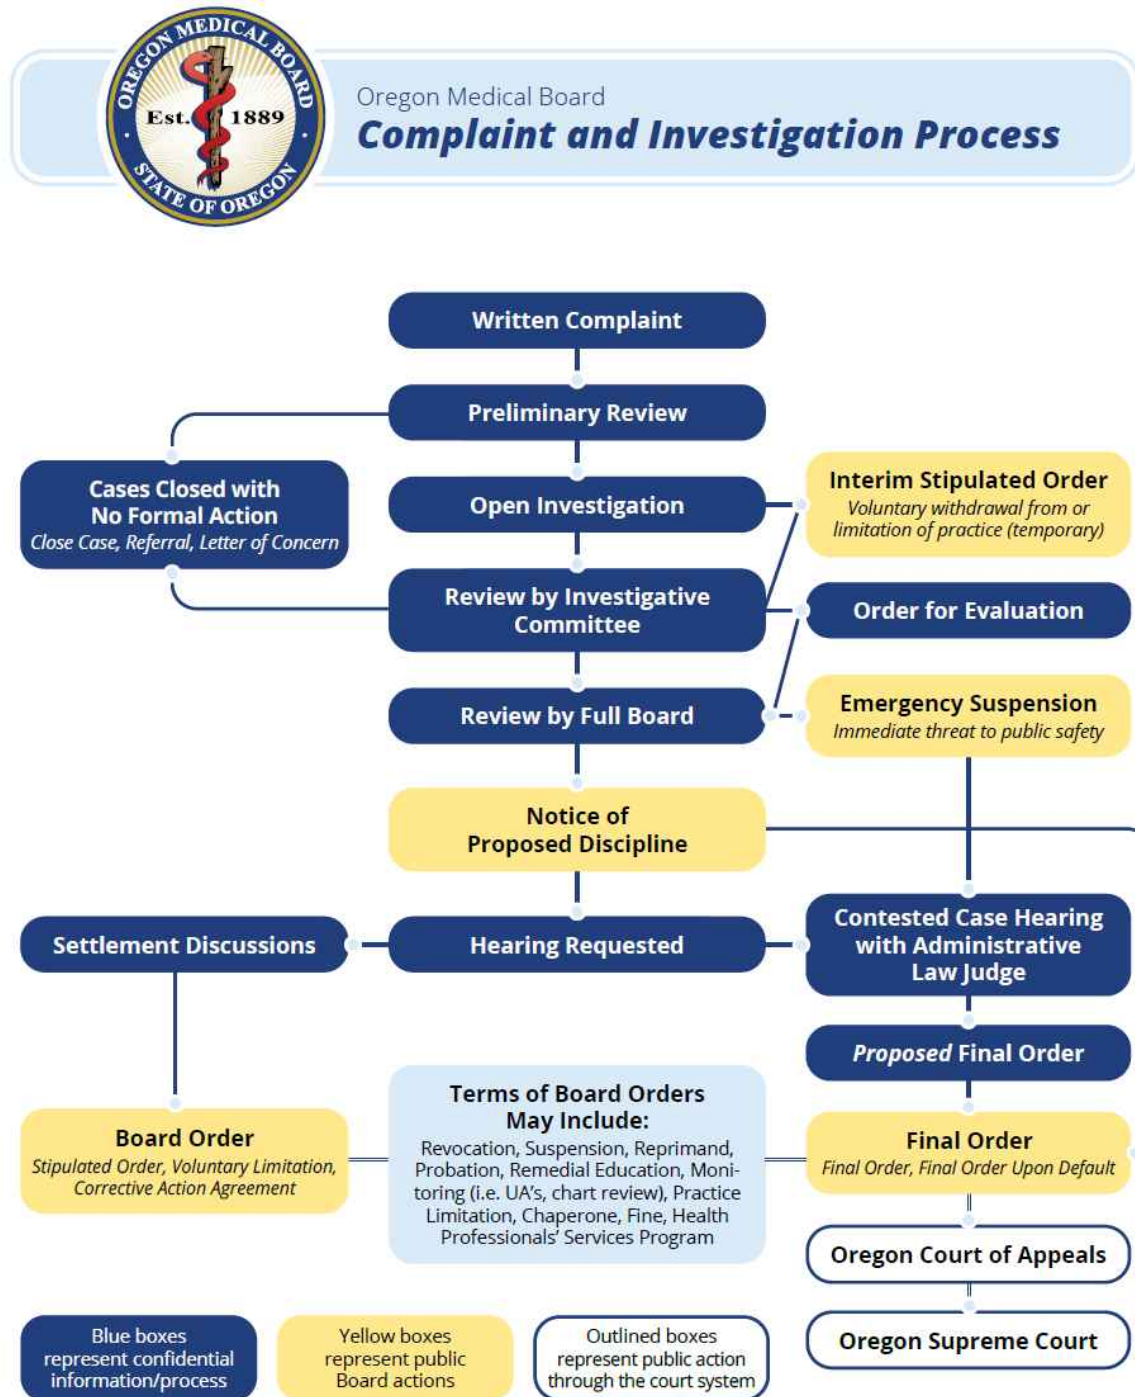 OREGON MEDICAL BOARD
Est. 1889
STATE OF OREGON
Oregon Medical Board
Complaint and Investigation Process
Written Complaint
Preliminary Review
Cases Closed with
No Formal Action
Close Case, Referral, Letter of Concern
Open Investigation
Interim Stipulated Order
Voluntary withdrawal from or
limitation of practice (temporary)
Review by Investigative
Committee
Order for Evaluation
Review by Full Board
Emergency Suspension
Immediate threat to public safety
Notice of
Proposed Discipline
Settlement Discussions
Hearing Requested
Contested Case Hearing
with Administrative
Law Judge
Proposed Final Order
Board Order
Stipulated Order, Voluntary Limitation,
Corrective Action Agreement
Terms of Board Orders
May Include:
Revocation, Suspension, Reprimand,
Probation, Remedial Education, Moni-
toring (i.e. UA's, chart review), Practice
Limitation, Chaperone, Fine, Health
Professionals' Services Program
Final Order
Final Order, Final Order Upon Default
Oregon Court of Appeals
Oregon Supreme Court
Blue boxes
represent confidential
information/process
Yellow boxes
represent public
Board actions
Outlined boxes
represent public action
through the court system